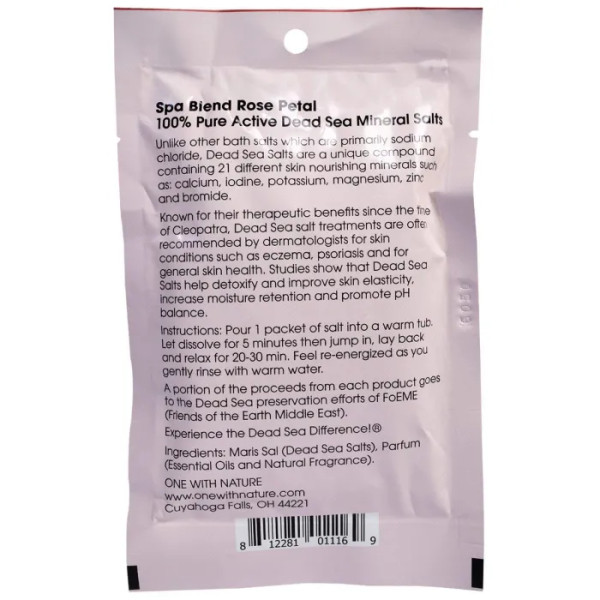 Spa Blend Rose Petal
100% Pure Active Dead Sea Mineral Salts
Unlike other bath salts which are primarily sodium
chloride, Dead Sea Salts are a unique compound
containing 21 different skin nourishing minerals such
as: calcium, iodine, potassium, magnesium, zinc
and bromide.
Known for their therapeutic benefits since the time
of Cleopatra, Dead Sea salt treatments are often
recommended by dermatologists for skin
conditions such as eczema, psoriasis and for
general skin health. Studies show that Dead Sea
Salts help detoxify and improve skin elasticity,
increase moisture retention and promote pH
balance.
Instructions: Pour 1 packet of salt into a warm tub.
Let dissolve for 5 minutes then jump in, lay back
and relax for 20-30 min. Feel re-energized as you
gently rinse with warm water.
A portion of the proceeds from each product goes
to the Dead Sea preservation efforts of FoEME
(Friends of the Earth Middle East).
Experience the Dead Sea Difference!®
Ingredients: Maris Sal (Dead Sea Salts), Parfum
(Essential Oils and Natural Fragrance).
ONE WITH NATURE
www.onewithnature.com
Cuyahoga Falls, OH 44221
8 12281 01116 9